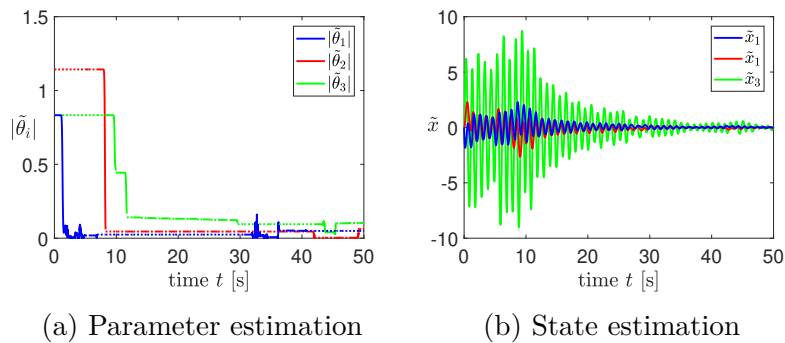 1.5
1
0.5
0
|θ̃ᵢ|
0 10 20 30 40 50
time t [s]
|θ̃₁|
|θ̃₂|
|θ̃₃|
(a) Parameter estimation
10
5
0
-5
-10
x̃
0 10 20 30 40 50
time t [s]
x̃₁
x̃₁
x̃₃
(b) State estimation